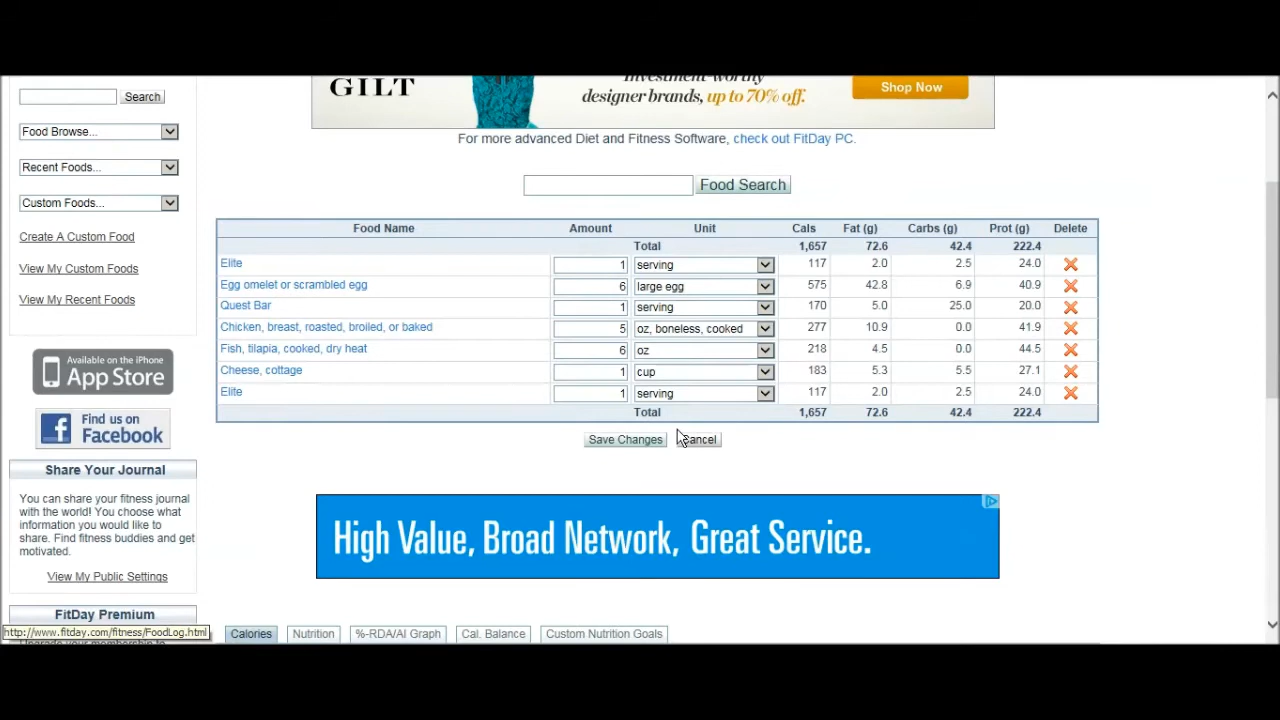 GILT
Investment-worthy
designer brands, up to 70% off.
Shop Now
Search
Food Browse...
Recent Foods...
Custom Foods...
Create A Custom Food
View My Custom Foods
View My Recent Foods
Available on the iPhone
App Store
Find us on
Facebook
Share Your Journal
You can share your fitness journal
with the world! You choose what
information you would like to
share. Find fitness buddies and get
motivated.
View My Public Settings
FitDay Premium
http://www.fitday.com/fitness/FoodLog.html
For more advanced Diet and Fitness Software, check out FitDay PC.
Food Search
Food Name Amount Unit Cals Fat (g) Carbs (g) Prot (g) Delete
Total 1,657 72.6 42.4 222.4
Elite 1 serving 117 2.0 2.5 24.0
Egg omelet or scrambled egg 6 large egg 575 42.8 6.9 40.9
Quest Bar 1 serving 170 5.0 25.0 20.0
Chicken, breast, roasted, broiled, or baked 5 oz, boneless, cooked 277 10.9 0.0 41.9
Fish, tilapia, cooked, dry heat 6 oz 218 4.5 0.0 44.5
Cheese, cottage 1 cup 183 5.3 5.5 27.1
Elite 1 serving 117 2.0 2.5 24.0
Total 1,657 72.6 42.4 222.4
Save Changes Cancel
High Value, Broad Network, Great Service.
Calories Nutrition %-RDA/AI Graph Cal. Balance Custom Nutrition Goals